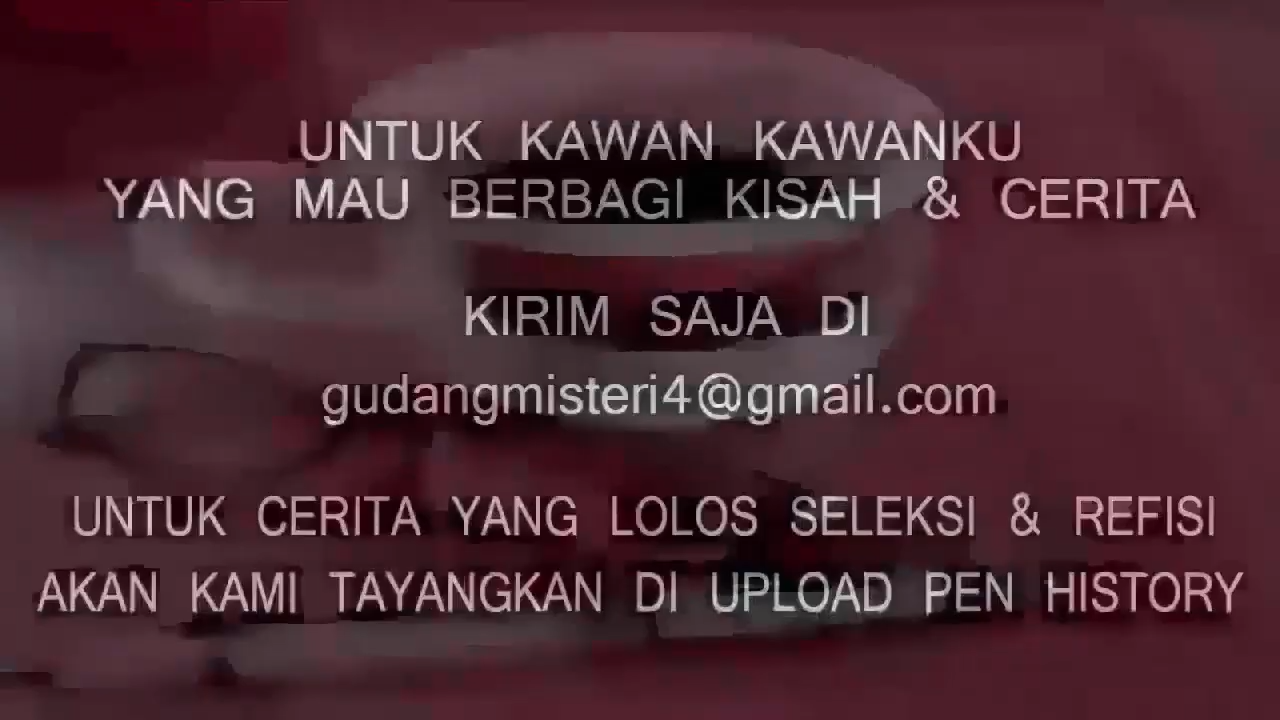 UNTUK KAWAN KAWANKU
YANG MAU BERBAGI KISAH & CERITA
KIRIM SAJA DI
gudangmisteri4@gmail.com
UNTUK CERITA YANG LOLOS SELEKSI & REFISI
AKAN KAMI TAYANGKAN DI UPLOAD PEN HISTORY